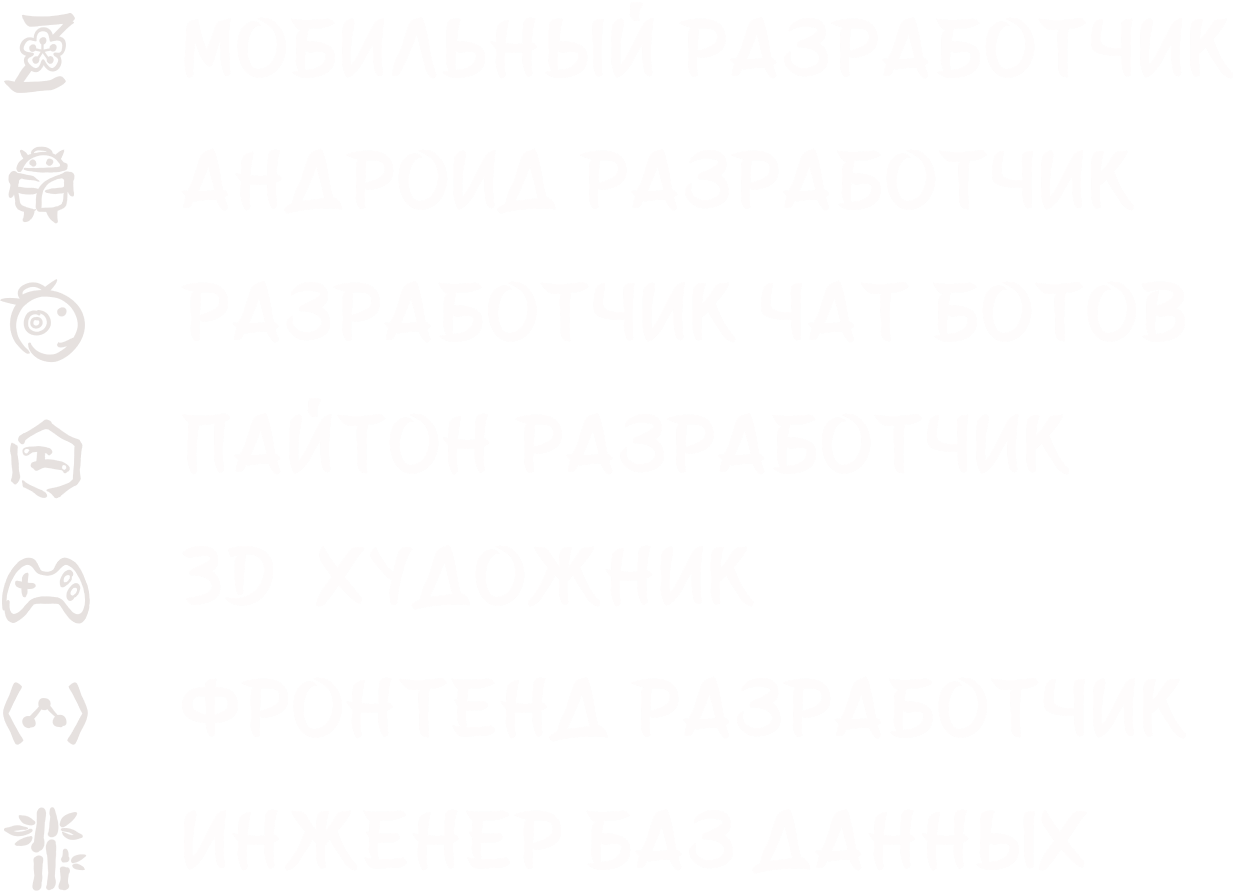 МОБИЛЬНЫЙ РАЗРАБОТЧИК
АНДРОИД РАЗРАБОТЧИК
РАЗРАБОТЧИК ЧАТ БОТОВ
ПАЙТОН РАЗРАБОТЧИК
3D ХУДОЖНИК
ФРОНТЕНД РАЗРАБОТЧИК
ИНЖЕНЕР БАЗ ДАННЫХ